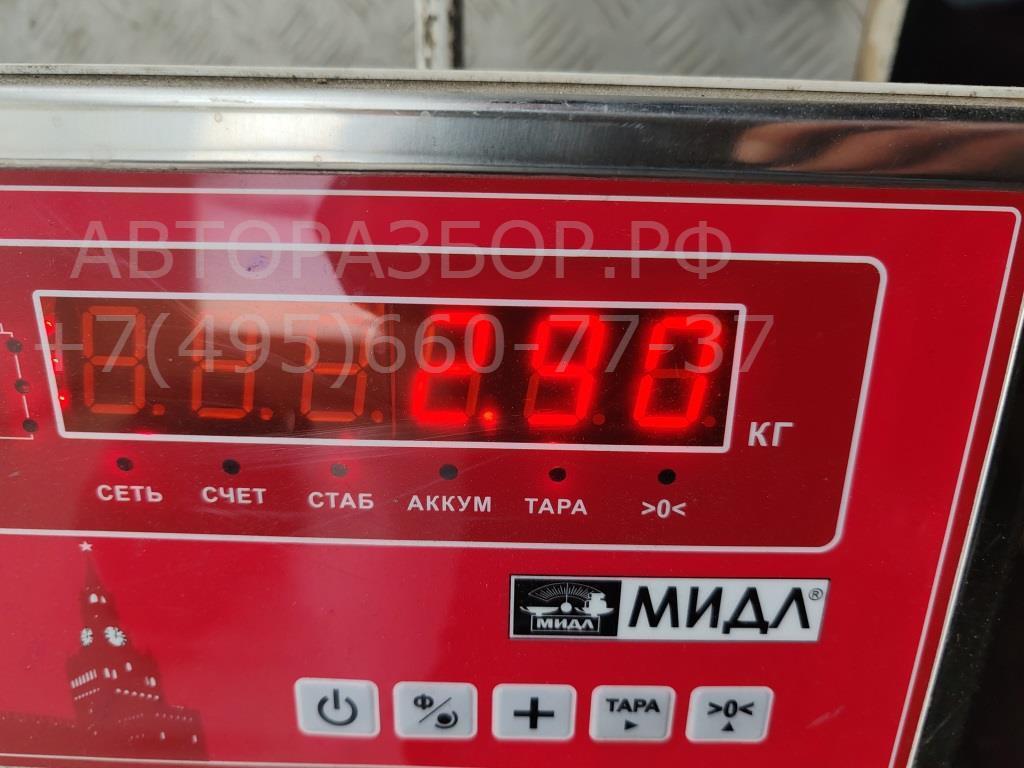 АВТОРАЗБОР.РФ
+7(495)660-77-37
2.90
КГ
СЕТЬ СЧЕТ СТАБ АККУМ ТАРА >0<
МИДЛ МИДЛ®
Ф + ТАРА >0<